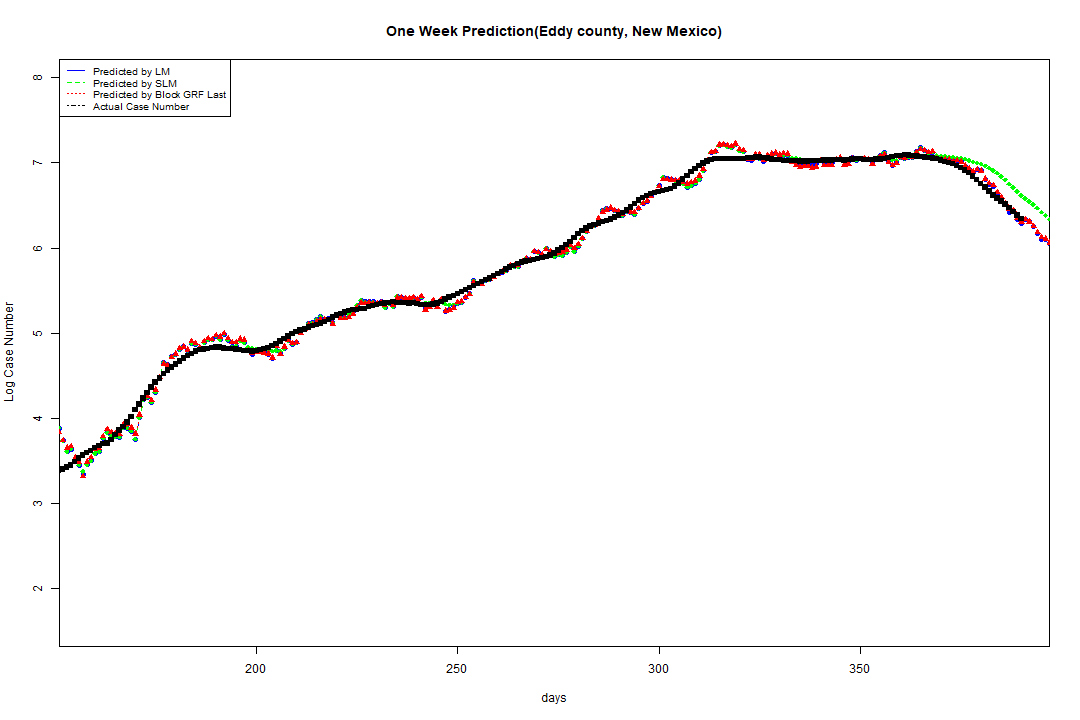 One Week Prediction(Eddy county, New Mexico)
Predicted by LM
Predicted by SLM
Predicted by Block GRF Last
Actual Case Number
8
7
6
5
4
3
2
Log Case Number
200
250
300
350
days